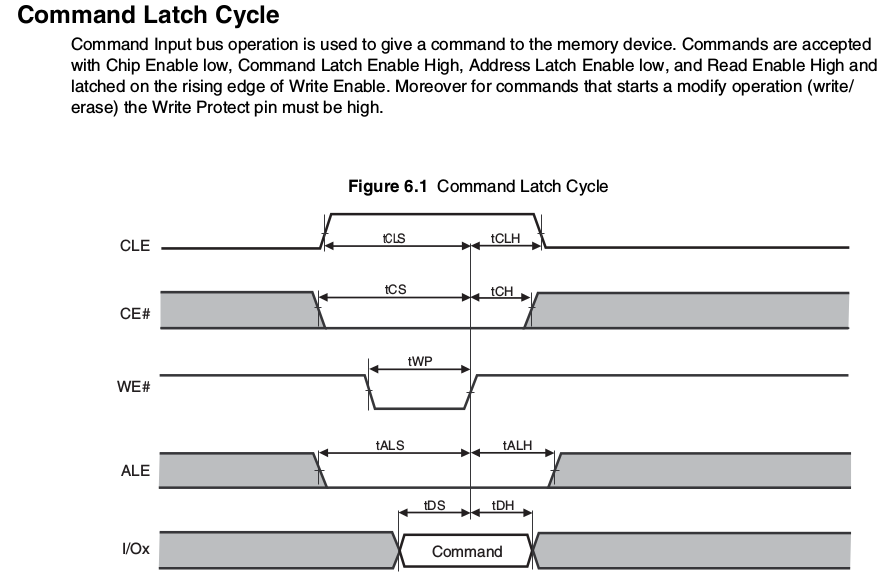 Command Latch Cycle
Command Input bus operation is used to give a command to the memory device. Commands are accepted
with Chip Enable low, Command Latch Enable High, Address Latch Enable low, and Read Enable High and
latched on the rising edge of Write Enable. Moreover for commands that starts a modify operation (write/
erase) the Write Protect pin must be high.
Figure 6.1 Command Latch Cycle
CLE
tCLS
tCLH
CE#
tCS
tCH
WE#
tWP
ALE
tALS
tALH
tDS
tDH
I/Ox
Command